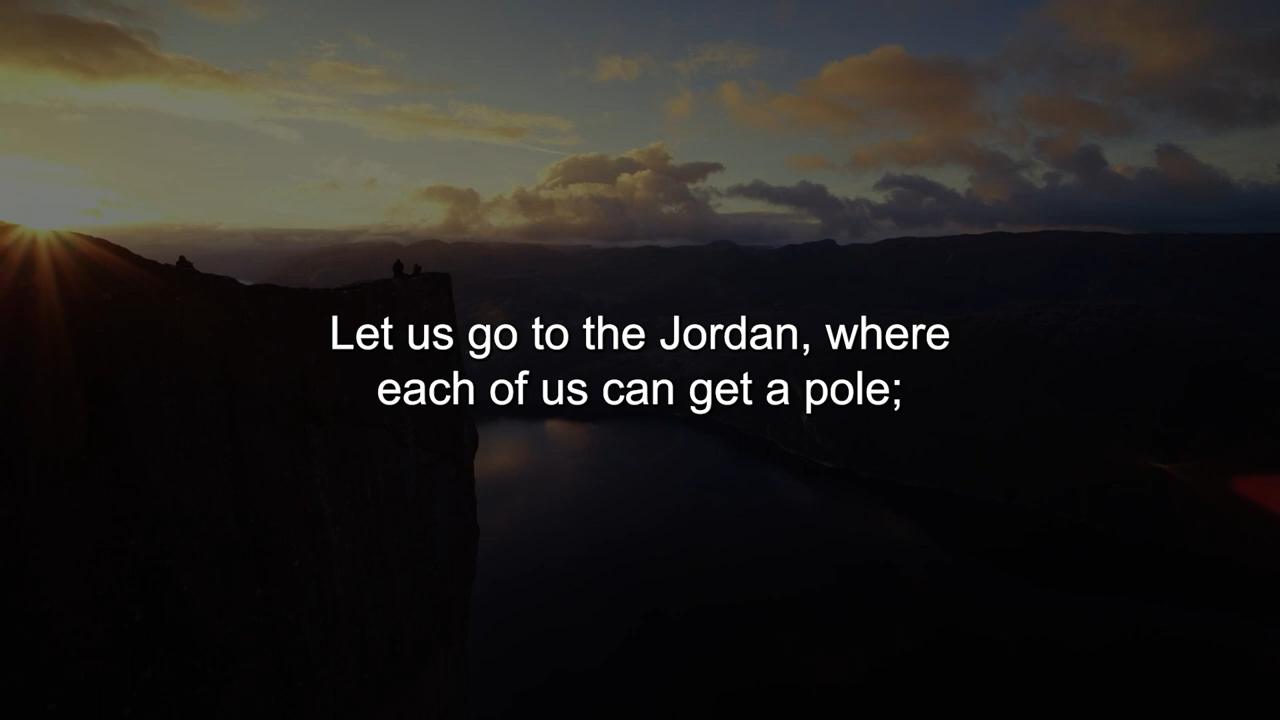 Let us go to the Jordan, where
each of us can get a pole;